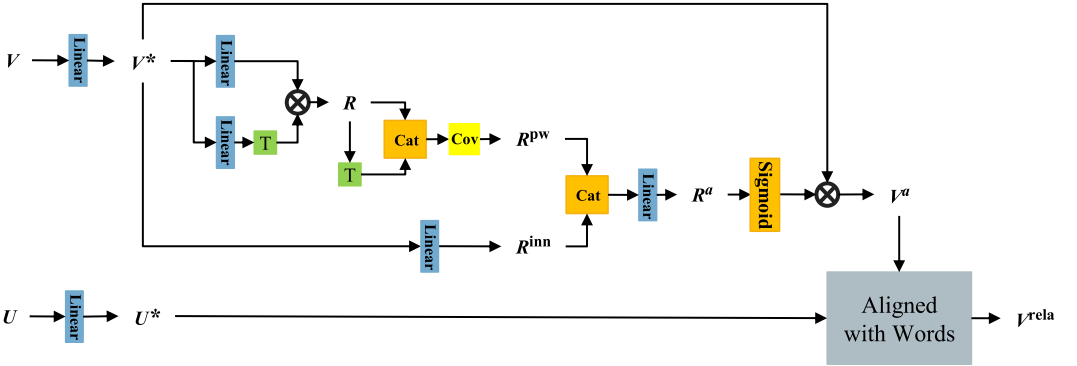 V
Linear
V*
Linear
Linear
T
R
T
Cat
Cov
R^pw
Linear
R^inn
Cat
Linear
R^a
Sigmoid
V^a
U
Linear
U*
Aligned
with Words
V^rela